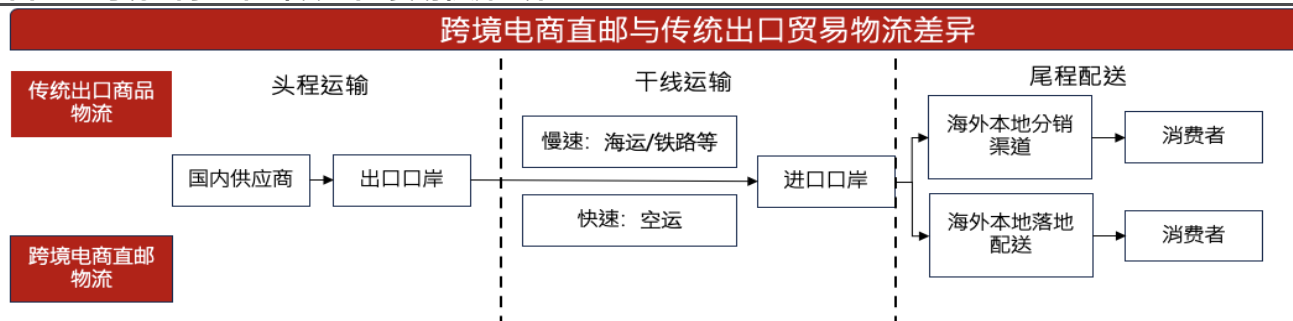 跨境电商直邮与传统出口贸易物流差异
传统出口商品
物流
头程运输
干线运输
尾程配送
慢速：海运/铁路等
海外本地分销
渠道
消费者
国内供应商
出口口岸
进口口岸
快速：空运
海外本地落地
配送
消费者
跨境电商直邮
物流